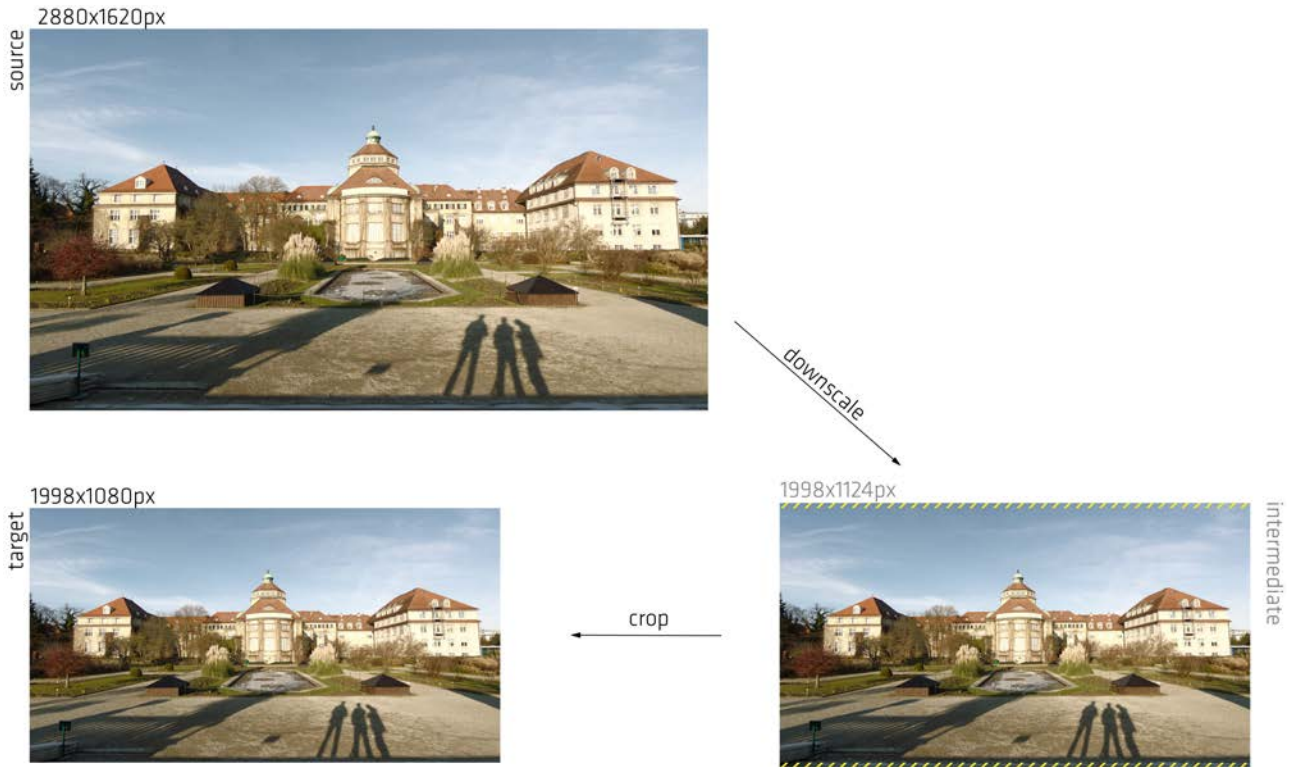 2880x1620px
source
downscale
1998x1124px
intermediate
crop
1998x1080px
target